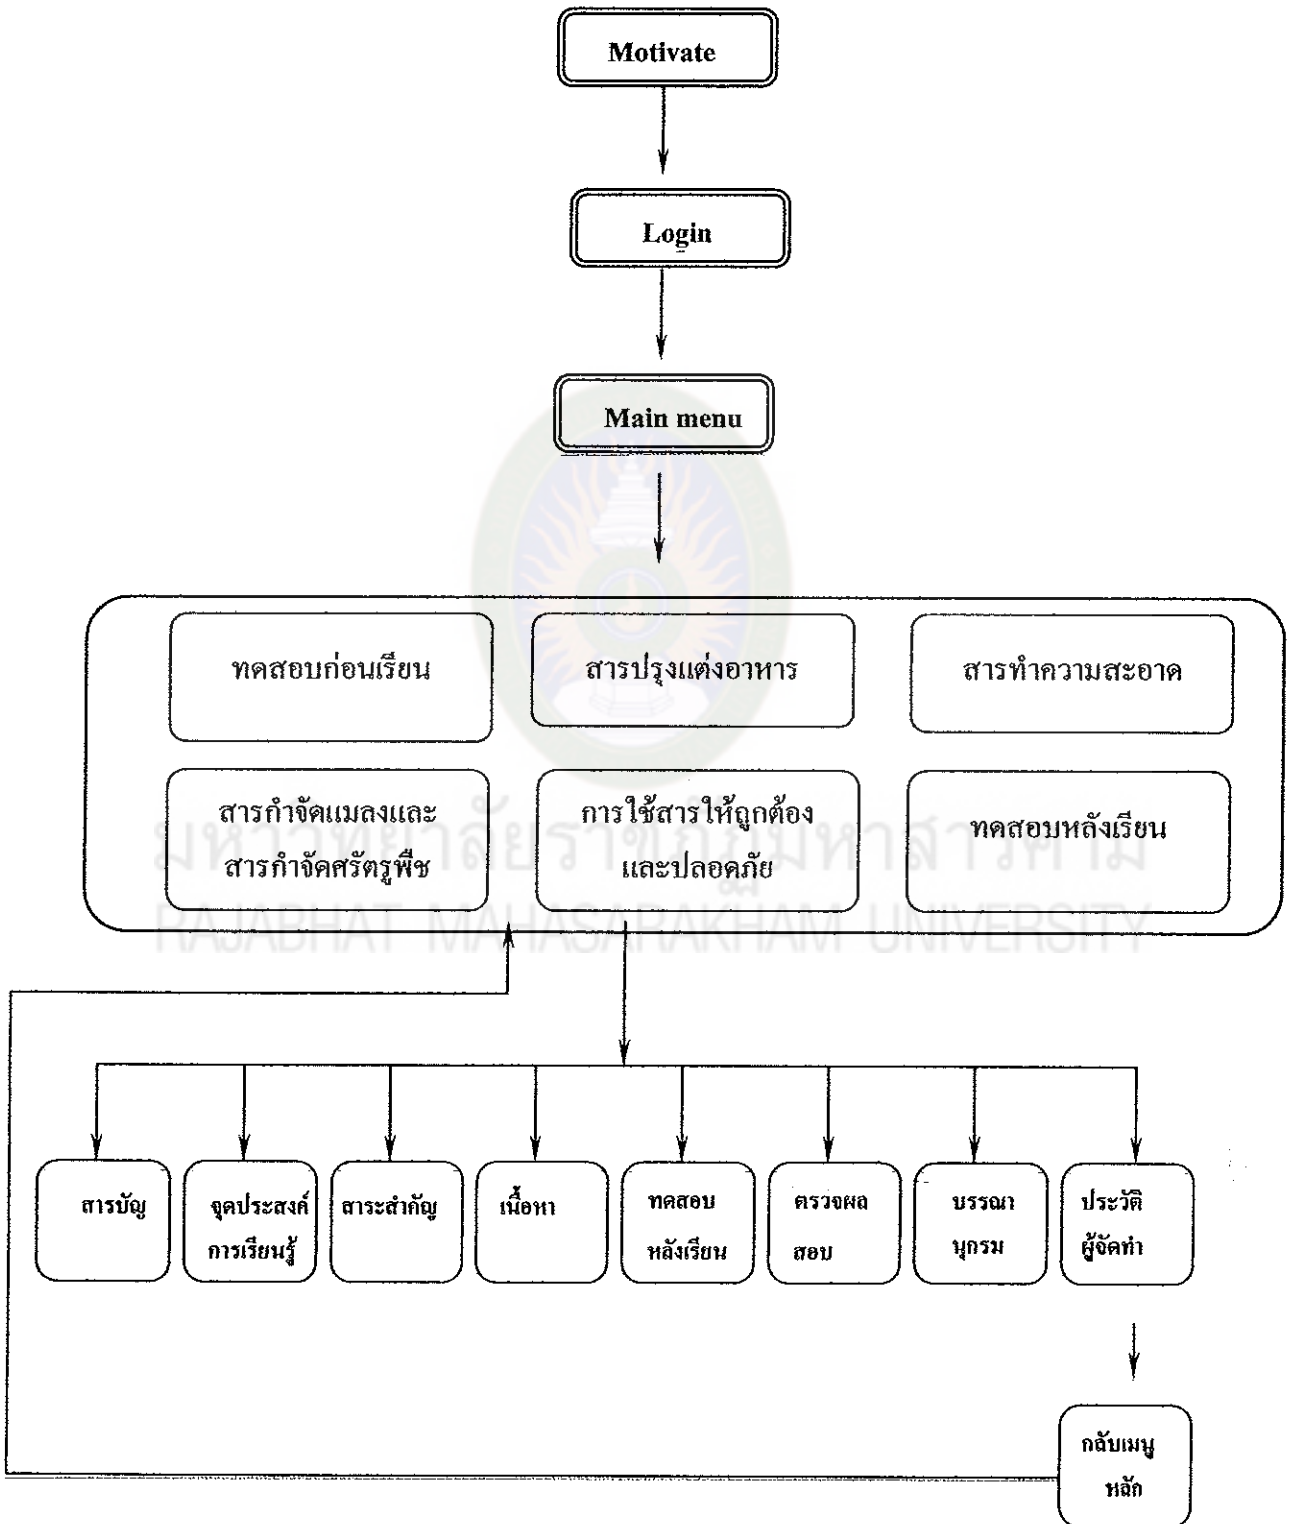 Motivate
Login
Main menu
ทดสอบก่อนเรียน
สารปรุงแต่งอาหาร
สารทำความสะอาด
สารกำจัดแมลงและ
สารกำจัดศรัตรูพืช
การใช้สารให้ถูกต้อง
และปลอดภัย
ทดสอบหลังเรียน
มหาวิทยาลัยราชภัฏมหาสารคาม
RAJABHAT MAHASARAKHAM UNIVERSITY
สารบัญ
จุดประสงค์
การเรียนรู้
สาระสำคัญ
เนื้อหา
ทดสอบ
หลังเรียน
ตรวจผล
สอบ
บรรณา
นุกรม
ประวัติ
ผู้จัดทำ
กลับเมนู
หลัก